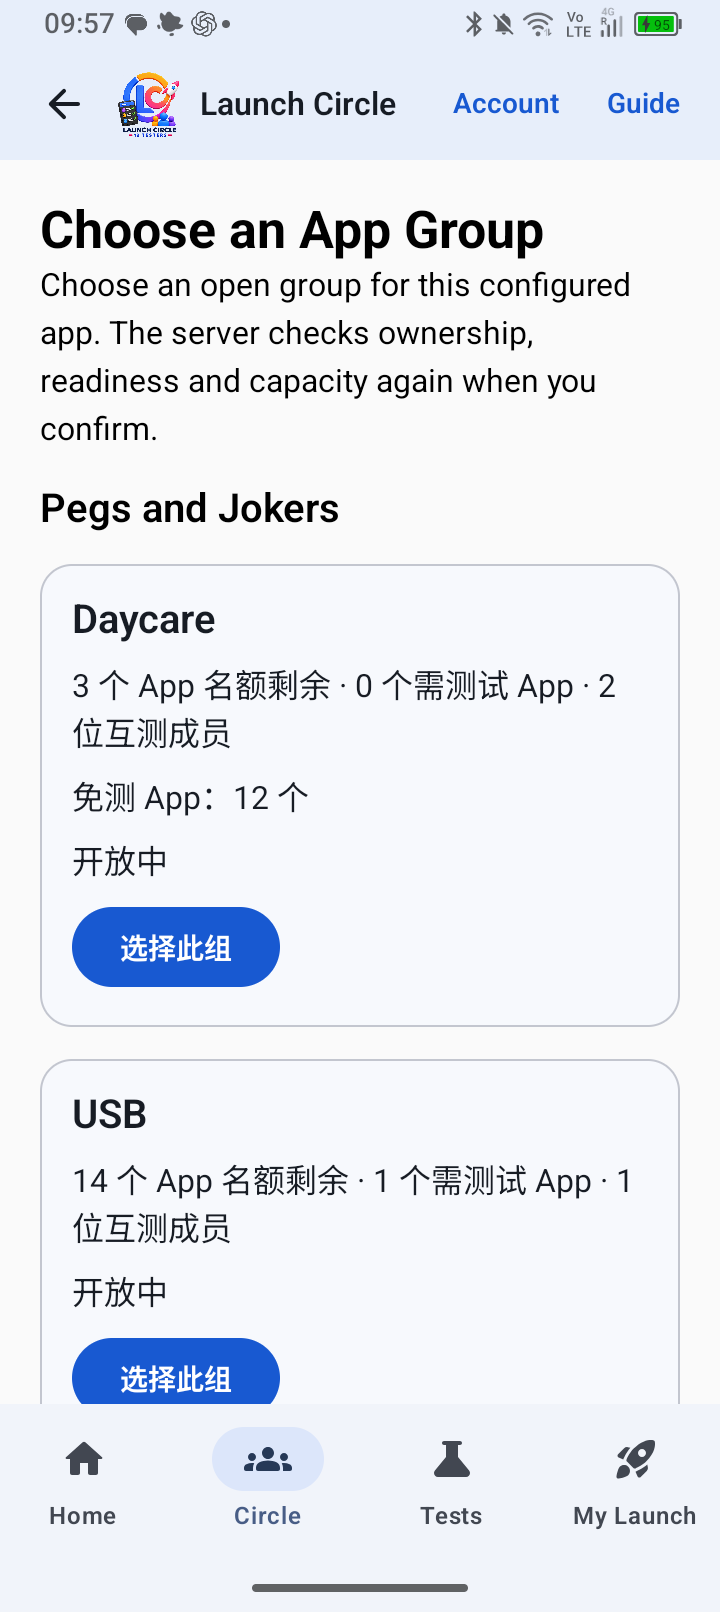 09:57
Vo
LTE
4G
R
95
LAUNCH CIRCLE
Launch Circle
Account
Guide
Choose an App Group
Choose an open group for this configured
app. The server checks ownership,
readiness and capacity again when you
confirm.
Pegs and Jokers
Daycare
3 个 App 名额剩余 · 0 个需测试 App · 2
位互测成员
免测 App：12 个
开放中
选择此组
USB
14 个 App 名额剩余 · 1 个需测试 App · 1
位互测成员
开放中
选择此组
Home
Circle
Tests
My Launch